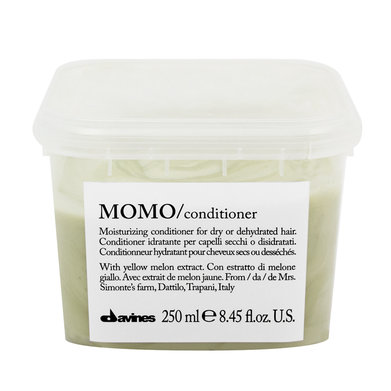 MOMO/conditioner
Moisturizing conditioner for dry or dehydrated hair.
Conditioner idratante per capelli secchi o disidratati.
Conditionneur hydratant pour cheveux secs ou desséchés.
With yellow melon extract. Con estratto di melone
giallo. Avec extrait de melon jaune. From / da / de Mrs.
Simonte's farm, Dattilo, Trapani, Italy
davines 250 ml ℮ 8.45 fl.oz. U.S.